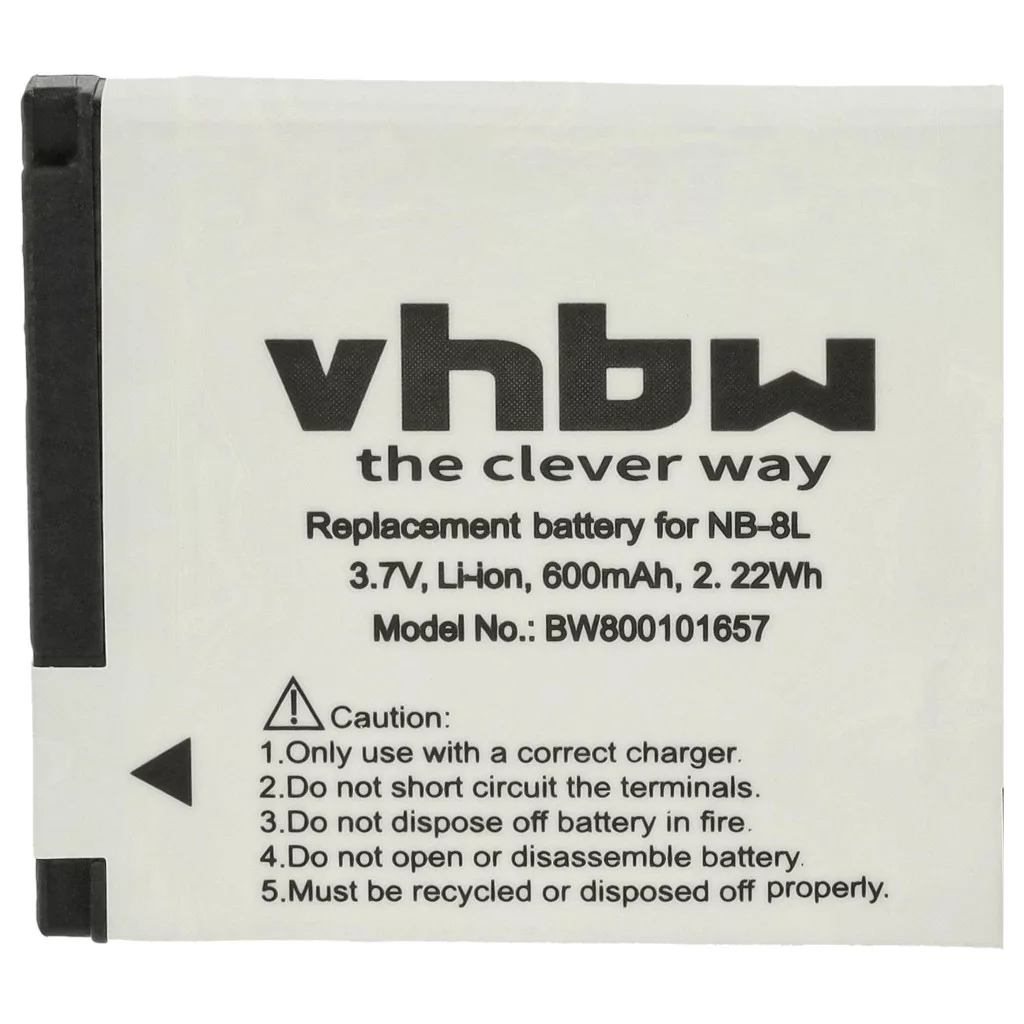 vhbw
the clever way
Replacement battery for NB-8L
3.7V, Li-ion, 600mAh, 2. 22Wh
Model No.: BW800101657
Caution:
1.Only use with a correct charger.
2.Do not short circuit the terminals.
3.Do not dispose off battery in fire.
4.Do not open or disassemble battery.
5.Must be recycled or disposed off properly.